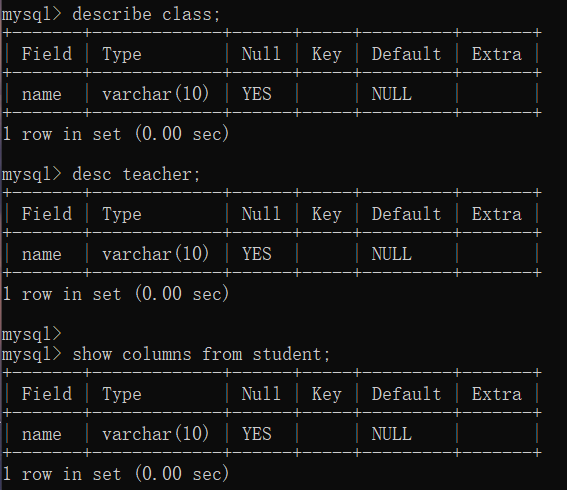 mysql> describe class;
+-------+-------------+------+-----+---------+-------+
| Field | Type        | Null | Key | Default | Extra |
+-------+-------------+------+-----+---------+-------+
| name  | varchar(10) | YES  |     | NULL    |       |
+-------+-------------+------+-----+---------+-------+
1 row in set (0.00 sec)

mysql> desc teacher;
+-------+-------------+------+-----+---------+-------+
| Field | Type        | Null | Key | Default | Extra |
+-------+-------------+------+-----+---------+-------+
| name  | varchar(10) | YES  |     | NULL    |       |
+-------+-------------+------+-----+---------+-------+
1 row in set (0.00 sec)

mysql>
mysql> show columns from student;
+-------+-------------+------+-----+---------+-------+
| Field | Type        | Null | Key | Default | Extra |
+-------+-------------+------+-----+---------+-------+
| name  | varchar(10) | YES  |     | NULL    |       |
+-------+-------------+------+-----+---------+-------+
1 row in set (0.00 sec)